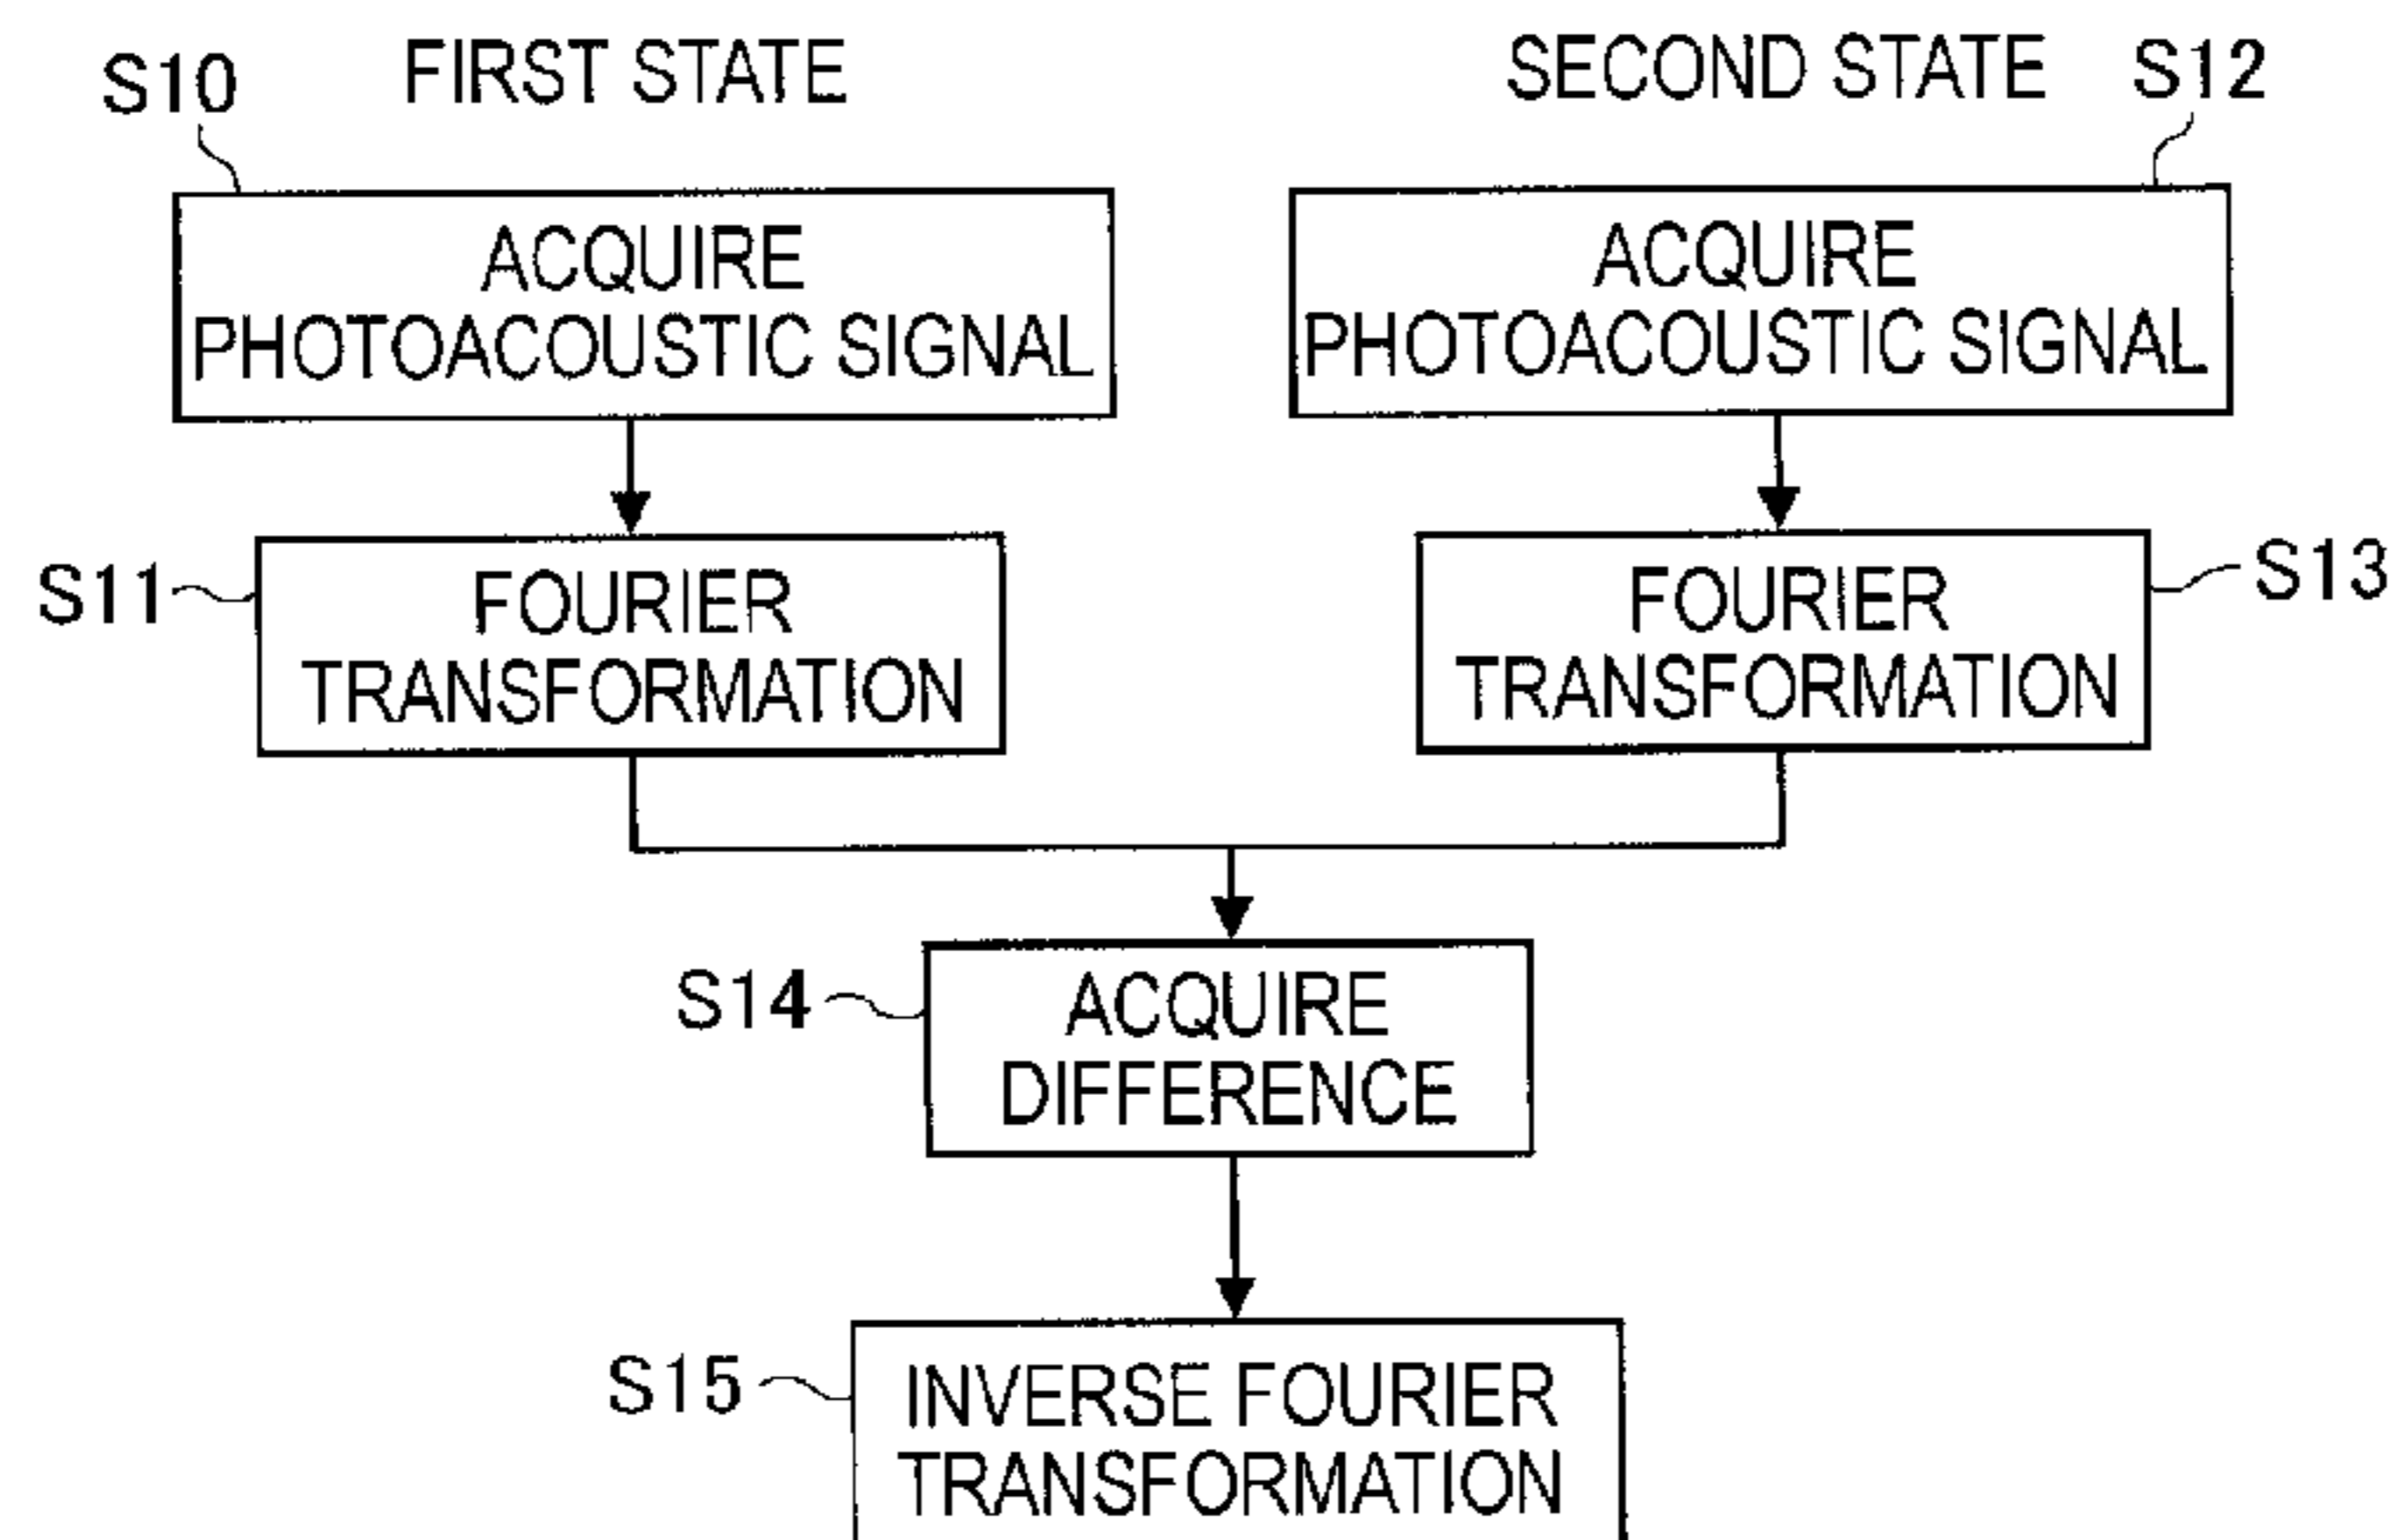 S10 FIRST STATE SECOND STATE S12
ACQUIRE
PHOTOACOUSTIC SIGNAL
ACQUIRE
PHOTOACOUSTIC SIGNAL
S11
FOURIER
TRANSFORMATION
FOURIER
TRANSFORMATION
S13
S14
ACQUIRE
DIFFERENCE
S15
INVERSE FOURIER
TRANSFORMATION